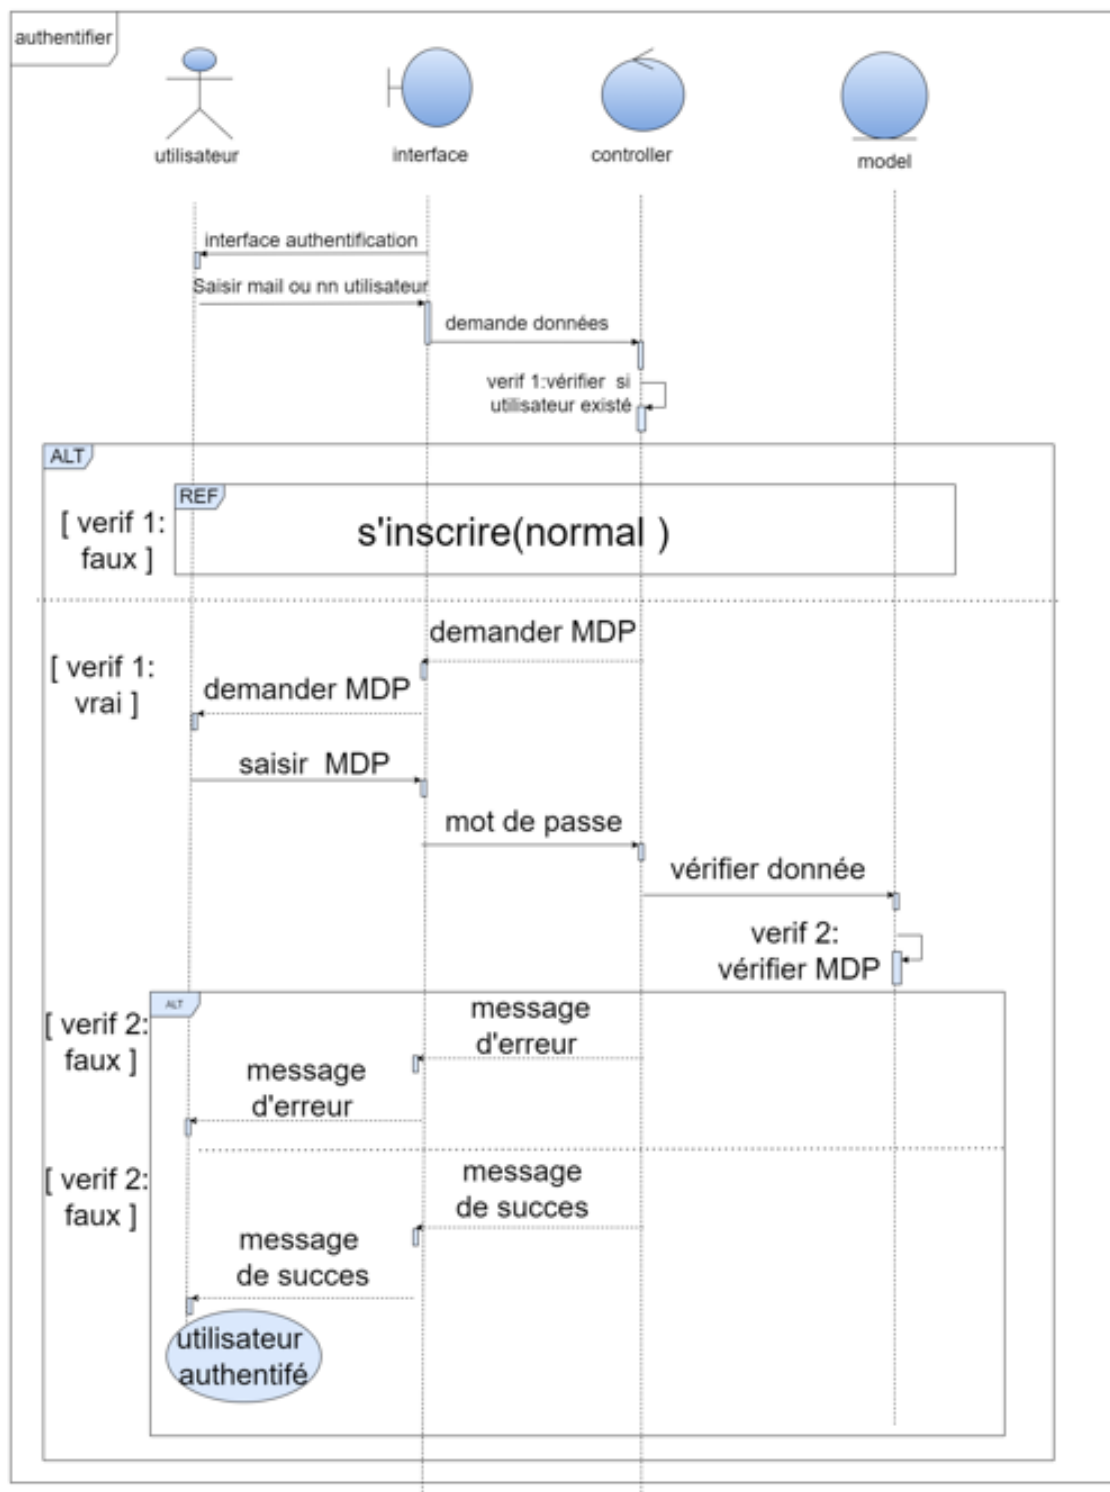 authentifier
utilisateur
interface
controller
model
interface authentification
Saisir mail ou nn utilisateur
demande données
verif 1:vérifier si
utilisateur existé
ALT
REF
[ verif 1:
faux ]
s'inscrire(normal )
demander MDP
[ verif 1:
vrai ]
demander MDP
saisir MDP
mot de passe
vérifier donnée
verif 2:
vérifier MDP
ALT
[ verif 2:
faux ]
message
d'erreur
message
d'erreur
[ verif 2:
faux ]
message
de succes
message
de succes
utilisateur
authentifé